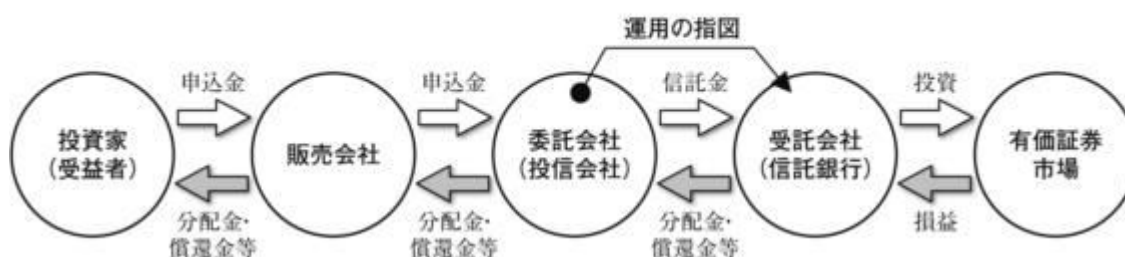 運用の指図
申込金
申込金
信託金
投資
投資家
(受益者)
販売会社
委託会社
(投信会社)
受託会社
(信託銀行)
有価証券
市場
分配金・
償還金等
分配金・
償還金等
分配金・
償還金等
損益